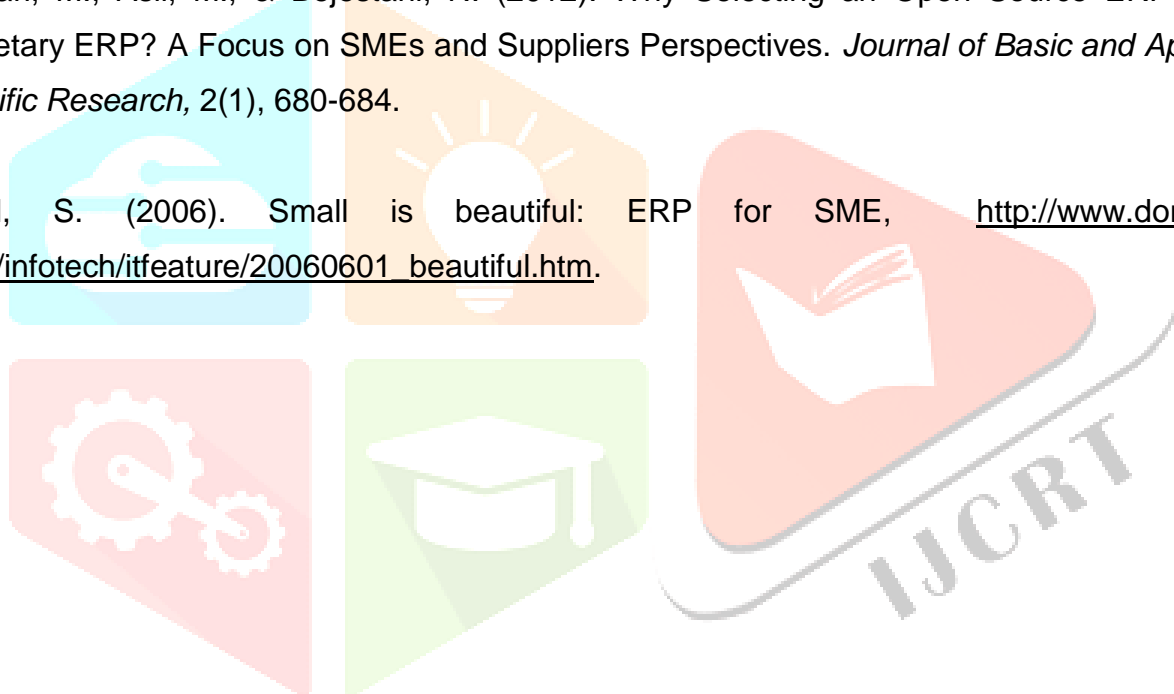 etary ERP? A Focus on SMEs and Suppliers Perspectives. Journal of Basic and Ap
ific Research, 2(1), 680-684.
S. (2006). Small is beautiful: ERP for SME, http://www.do
/infotech/itfeature/20060601_beautiful.htm.
IJCRT